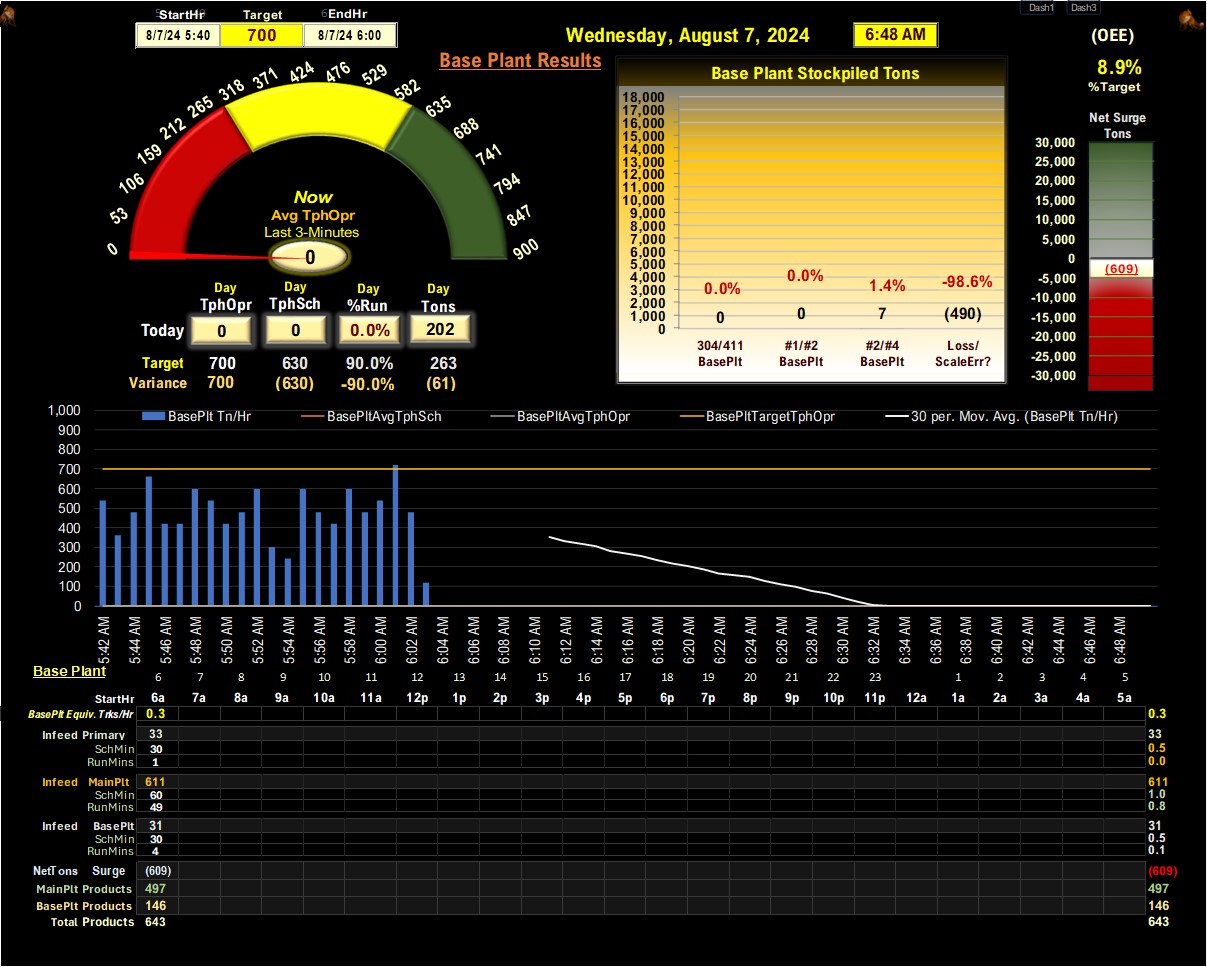 StartHr Target EndHr Dash1 Dash3
8/7/24 5:40 700 8/7/24 6:00 Wednesday, August 7, 2024 6:48 AM (OEE)
Base Plant Results
8.9%
%Target
0 53 106 159 212 265 318 371 424 476 529 582 635 688 741 794 847 900
Now
Avg TphOpr
Last 3-Minutes
0
Day Day Day Day
TphOpr TphSch %Run Tons
Today 0 0 0.0% 202
Target 700 630 90.0% 263
Variance 700 (630) -90.0% (61)
Base Plant Stockpiled Tons
18,000
17,000
16,000
15,000
14,000
13,000
12,000
11,000
10,000
9,000
8,000
7,000
6,000
5,000
4,000
3,000
2,000
1,000
0
0.0% 0.0% 1.4% -98.6%
0 0 7 (490)
304/411 #1/#2 #2/#4 Loss/
BasePlt BasePlt BasePlt ScaleErr?
Net Surge
Tons
30,000
25,000
20,000
15,000
10,000
5,000
0
(609)
-5,000
-10,000
-15,000
-20,000
-25,000
-30,000
BasePlt Tn/Hr BasePltAvgTphSch BasePltAvgTphOpr BasePltTargetTphOpr 30 per. Mov. Avg. (BasePlt Tn/Hr)
1,000
900
800
700
600
500
400
300
200
100
0
5:42 AM 5:44 AM 5:46 AM 5:48 AM 5:50 AM 5:52 AM 5:54 AM 5:56 AM 5:58 AM 6:00 AM 6:02 AM 6:04 AM 6:06 AM 6:08 AM 6:10 AM 6:12 AM 6:14 AM 6:16 AM 6:18 AM 6:20 AM 6:22 AM 6:24 AM 6:26 AM 6:28 AM 6:30 AM 6:32 AM 6:34 AM 6:36 AM 6:38 AM 6:40 AM 6:42 AM 6:44 AM 6:46 AM 6:48 AM
Base Plant
6 7 8 9 10 11 12 13 14 15 16 17 18 19 20 21 22 23 1 2 3 4 5
StartHr 6a 7a 8a 9a 10a 11a 12p 1p 2p 3p 4p 5p 6p 7p 8p 9p 10p 11p 12a 1a 2a 3a 4a 5a
BasePlt Equiv. Trks/Hr 0.3 0.3
Infeed Primary 33 33
SchMin 30 0.5
RunMins 1 0.0
Infeed MainPlt 611 611
SchMin 60 1.0
RunMins 49 0.8
Infeed BasePlt 31 31
SchMin 30 0.5
RunMins 4 0.1
NetTons Surge (609) (609)
MainPlt Products 497 497
BasePlt Products 146 146
Total Products 643 643